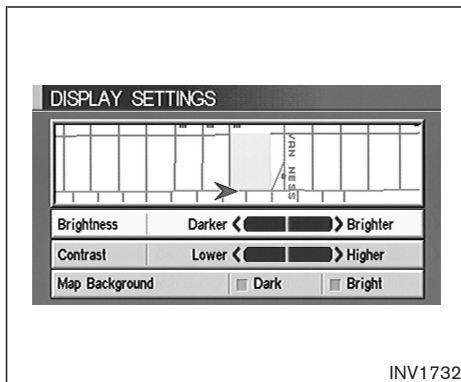 DISPLAY SETTINGS
VAN NESS
Brightness Darker Brighter
Contrast Lower Higher
Map Background Dark Bright
INV1732